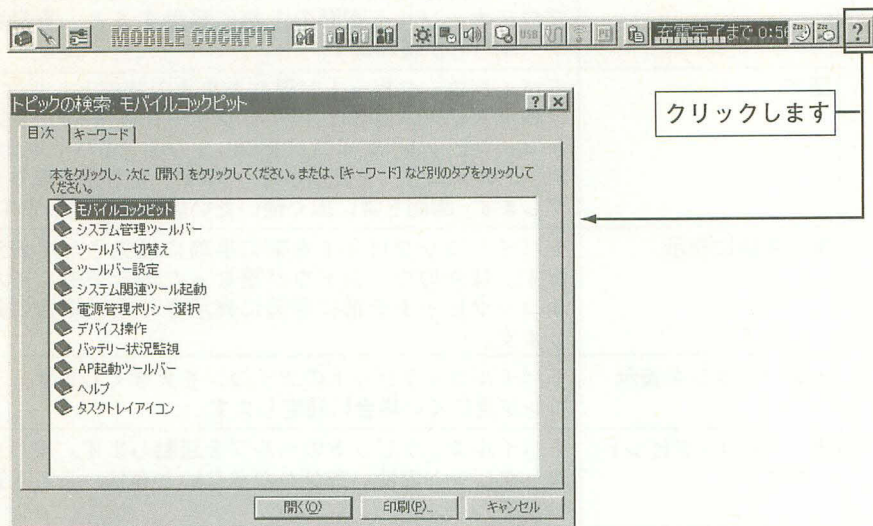 MOBILE COCKPIT USB PE 充電完了まで 0:56 ?
クリックします
トピックの検索: モバイルコックピット
目次 キーワード
本をクリックし、次に [開く] をクリックしてください。または、[キーワード] など別のタブをクリックして
ください。
モバイルコックピット
システム管理ツールバー
ツールバー切替え
ツールバー設定
システム関連ツール起動
電源管理ポリシー選択
デバイス操作
バッテリー状況監視
AP起動ツールバー
ヘルプ
タスクトレイアイコン
開く(O) 印刷(P)... キャンセル